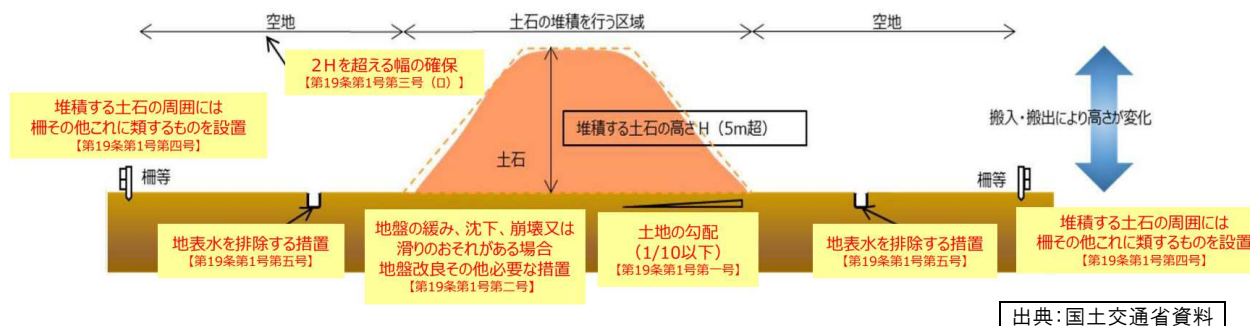 空地
土石の堆積を行う区域
空地
2Hを超える幅の確保
【第19条第1号第三号（ロ）】
堆積する土石の周囲には
柵その他これに類するものを設置
【第19条第1号第四号】
堆積する土石の高さH（5m超）
搬入・搬出により高さが変化
土石
柵等
柵等
地表水を排除する措置
【第19条第1号第五号】
地盤の緩み、沈下、崩壊又は
滑りのおそれがある場合
地盤改良その他必要な措置
【第19条第1号第二号】
土地の勾配
（1/10以下）
【第19条第1号第一号】
地表水を排除する措置
【第19条第1号第五号】
堆積する土石の周囲には
柵その他これに類するものを設置
【第19条第1号第四号】
出典：国土交通省資料